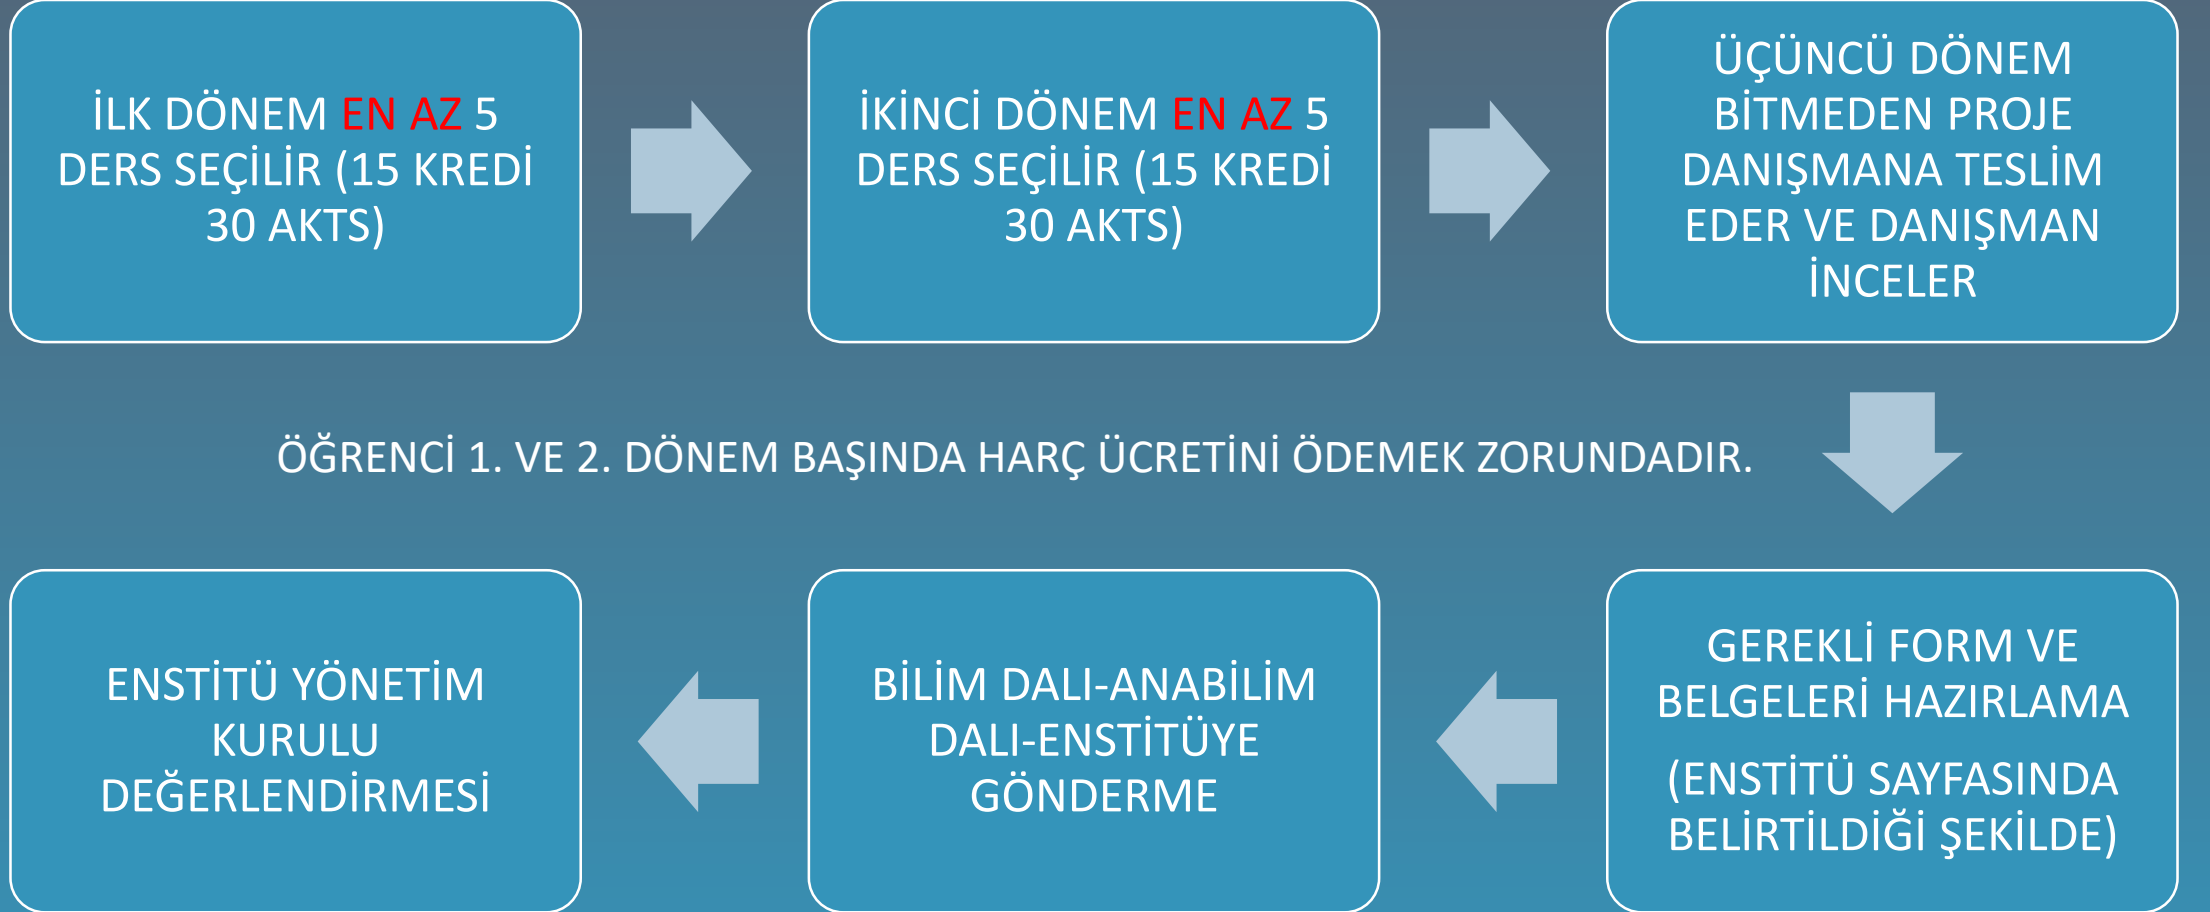 İLK DÖNEM EN AZ 5
DERS SEÇİLİR (15 KREDİ
30 AKTS)
İKİNCİ DÖNEM EN AZ 5
DERS SEÇİLİR (15 KREDİ
30 AKTS)
ÜÇÜNCÜ DÖNEM
BİTMEDEN PROJE
DANIŞMANA TESLİM
EDER VE DANIŞMAN
İNCELER
ÖĞRENCİ 1. VE 2. DÖNEM BAŞINDA HARÇ ÜCRETİNİ ÖDEMEK ZORUNDADIR.
GEREKLİ FORM VE
BELGELERİ HAZIRLAMA
(ENSTİTÜ SAYFASINDA
BELİRTİLDİĞİ ŞEKİLDE)
BİLİM DALI-ANABİLİM
DALI-ENSTİTÜYE
GÖNDERME
ENSTİTÜ YÖNETİM
KURULU
DEĞERLENDİRMESİ